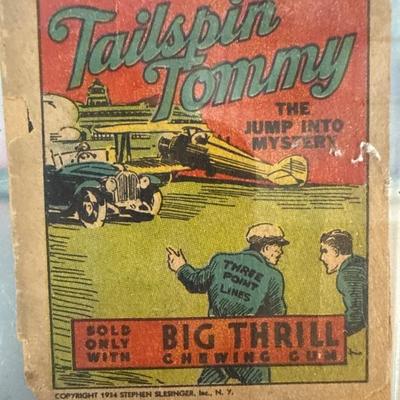 Tailspin
Tommy
THE
JUMP INTO
MYSTERY
THREE
POINT
LINES
SOLD
ONLY
WITH
BIG THRILL
CHEWING GUM
COPYRIGHT 1934 STEPHEN SLESINGER, Inc., N. Y.